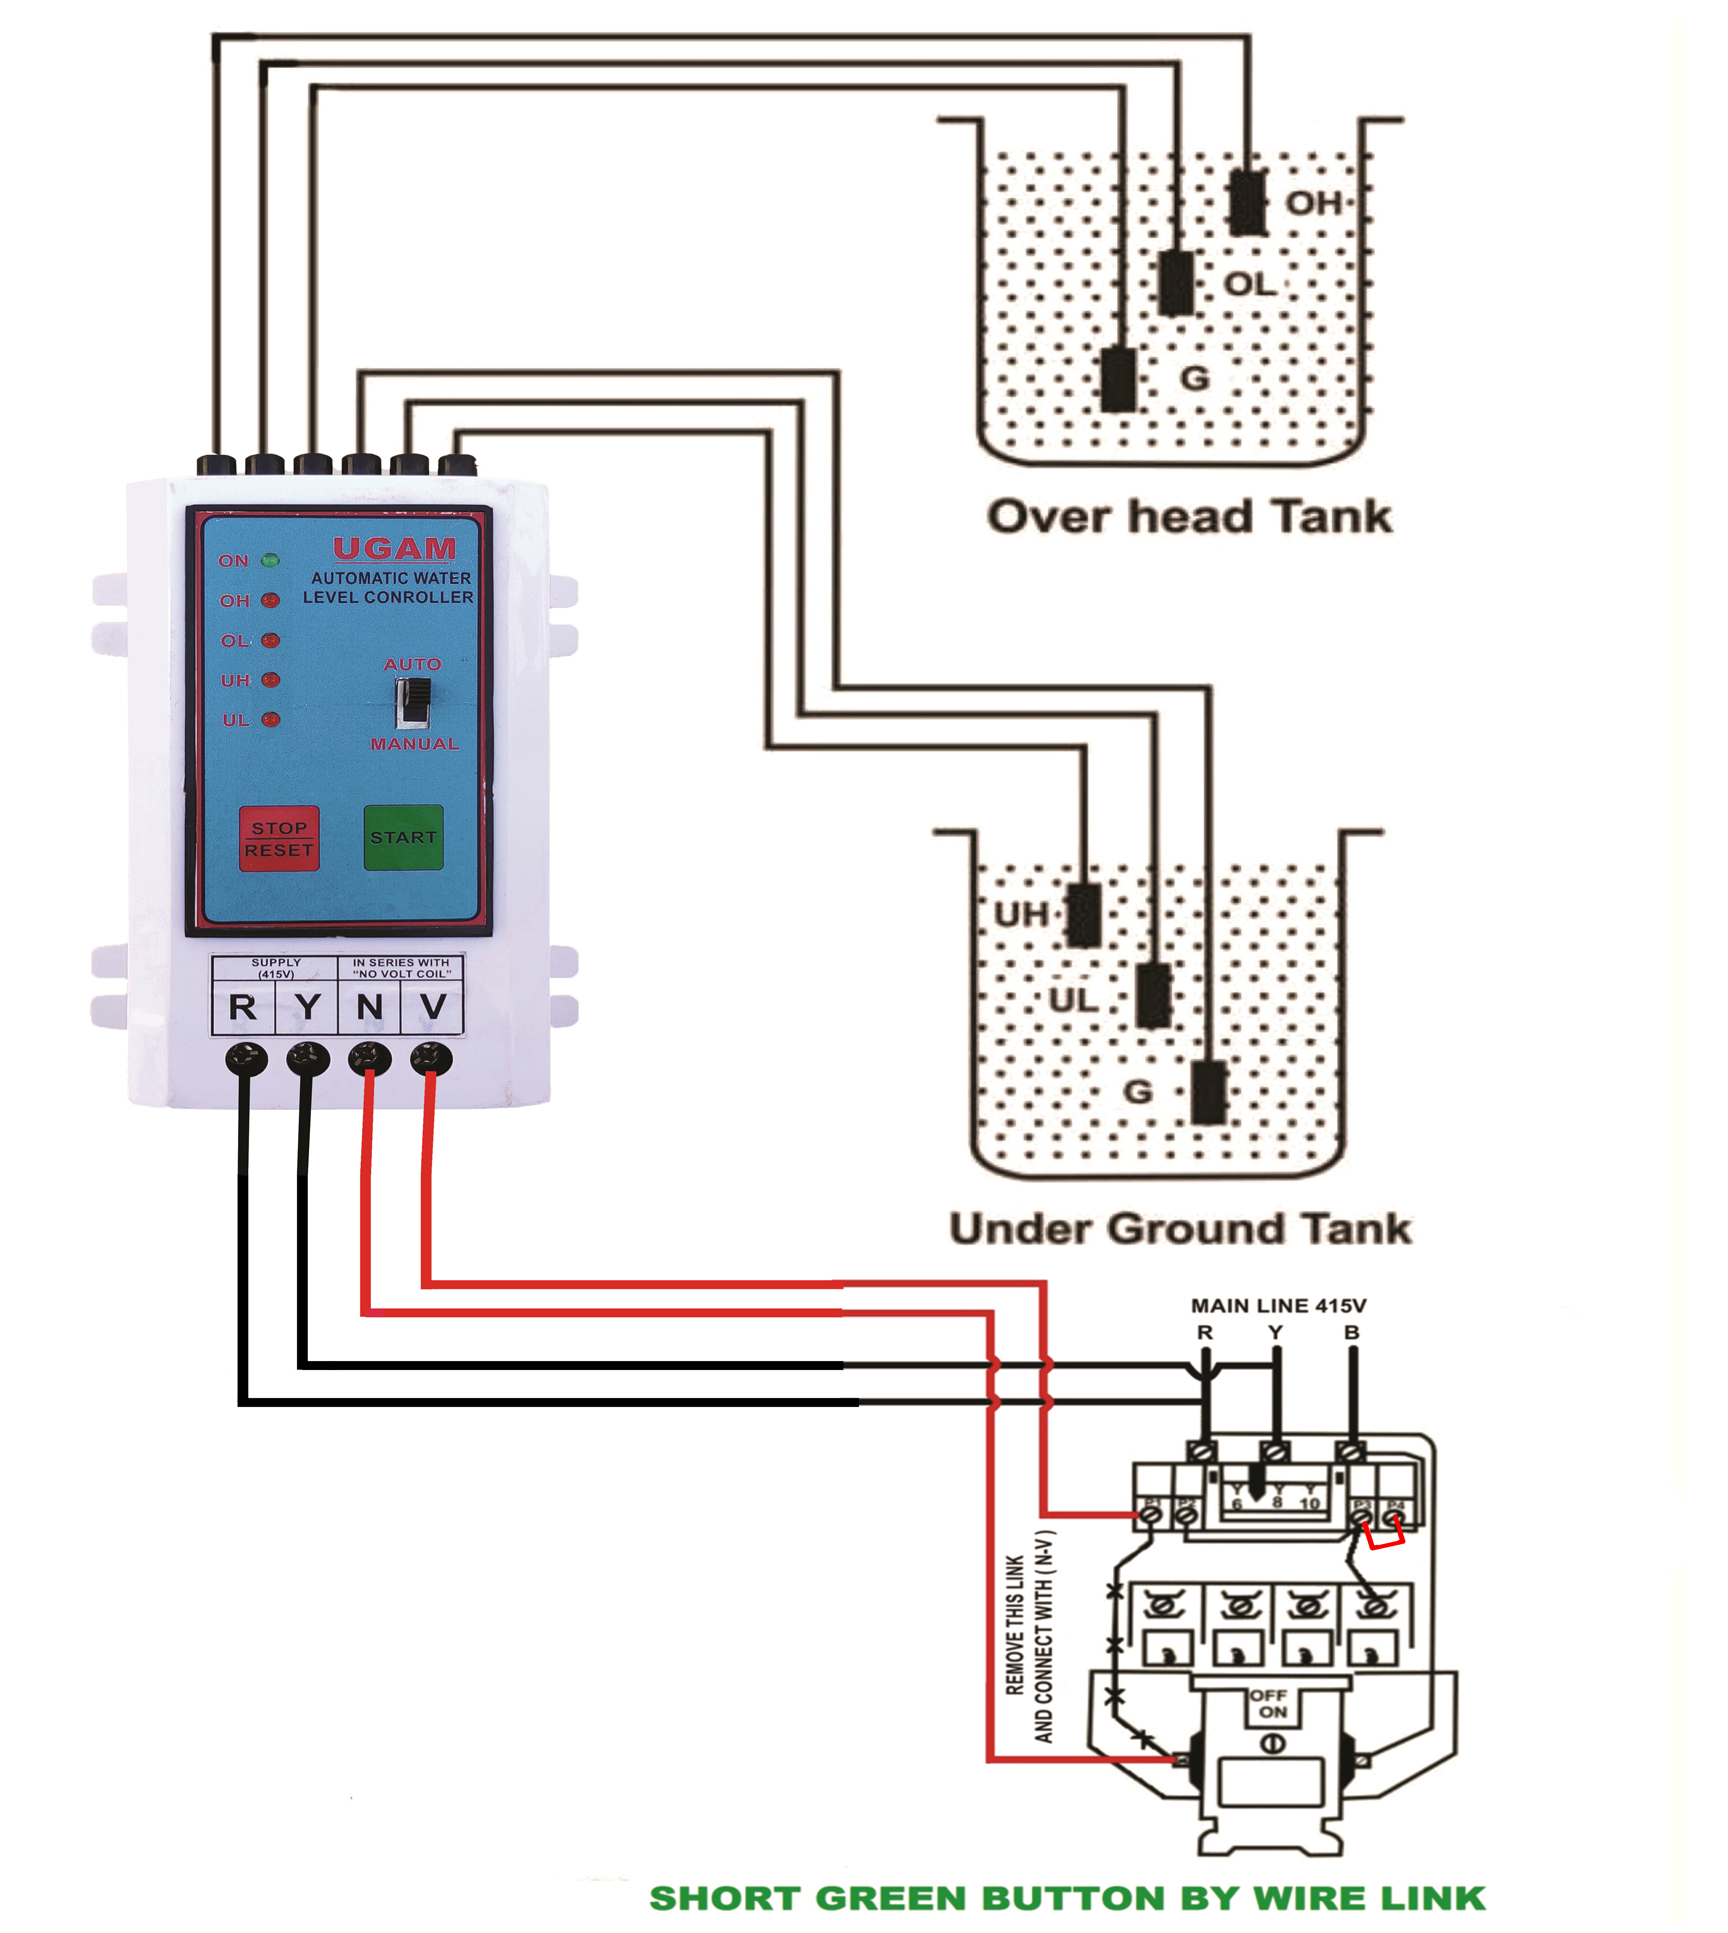 OH
OL
G
Over head Tank
UGAM
AUTOMATIC WATER
LEVEL CONROLLER
ON
OH
OL
UH
UL
AUTO
MANUAL
STOP
RESET
START
SUPPLY
(415V)
IN SERIES WITH
"NO VOLT COIL"
R Y N V
UH
UL
G
Under Ground Tank
MAIN LINE 415V
R Y B
P1 P2
Y Y Y
6 8 10
P3 P4
REMOVE THIS LINK
AND CONNECT WITH ( N-V )
OFF
ON
SHORT GREEN BUTTON BY WIRE LINK